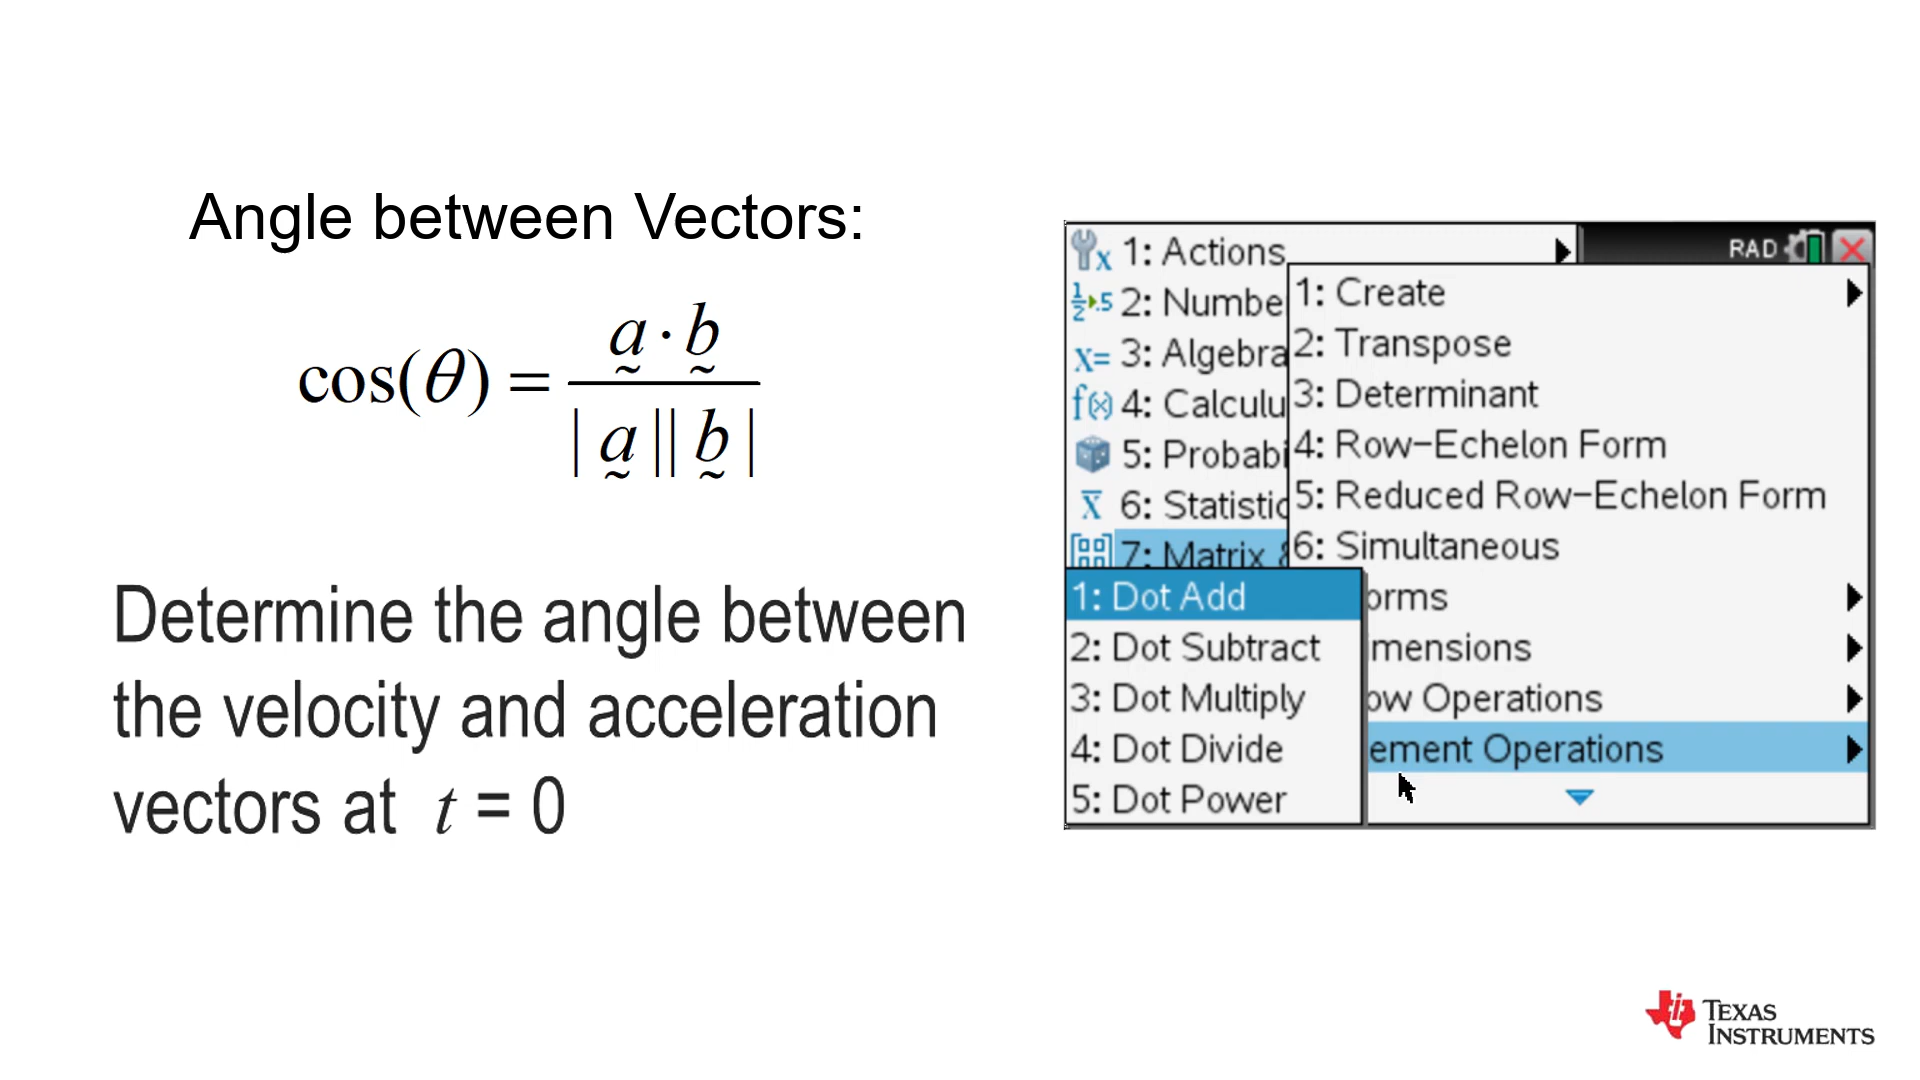 Angle between Vectors:
cos(θ) = a · b / | a || b |
Determine the angle between
the velocity and acceleration
vectors at t = 0
RAD
1: Actions
2: Numbe
3: Algebra
4: Calculu
5: Probabi
6: Statistic
7: Matrix &
1: Create
2: Transpose
3: Determinant
4: Row-Echelon Form
5: Reduced Row-Echelon Form
6: Simultaneous
orms
mensions
ow Operations
ement Operations
1: Dot Add
2: Dot Subtract
3: Dot Multiply
4: Dot Divide
5: Dot Power
TEXAS
INSTRUMENTS